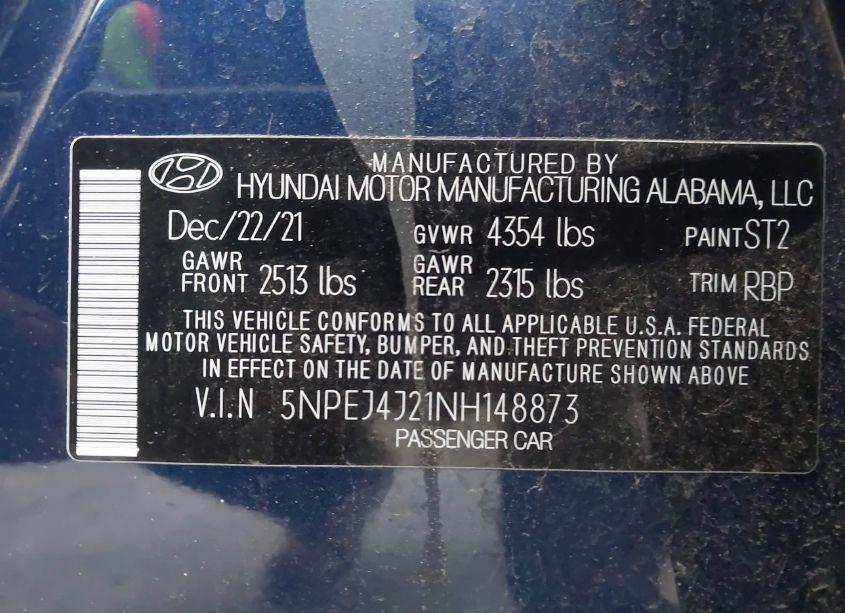 MANUFACTURED BY
HYUNDAI MOTOR MANUFACTURING ALABAMA, LLC
Dec/22/21 GVWR 4354 lbs PAINT ST2
GAWR FRONT 2513 lbs GAWR REAR 2315 lbs TRIM RBP
THIS VEHICLE CONFORMS TO ALL APPLICABLE U.S.A. FEDERAL
MOTOR VEHICLE SAFETY, BUMPER, AND THEFT PREVENTION STANDARDS
IN EFFECT ON THE DATE OF MANUFACTURE SHOWN ABOVE
V.I.N 5NPEJ4J21NH148873
PASSENGER CAR